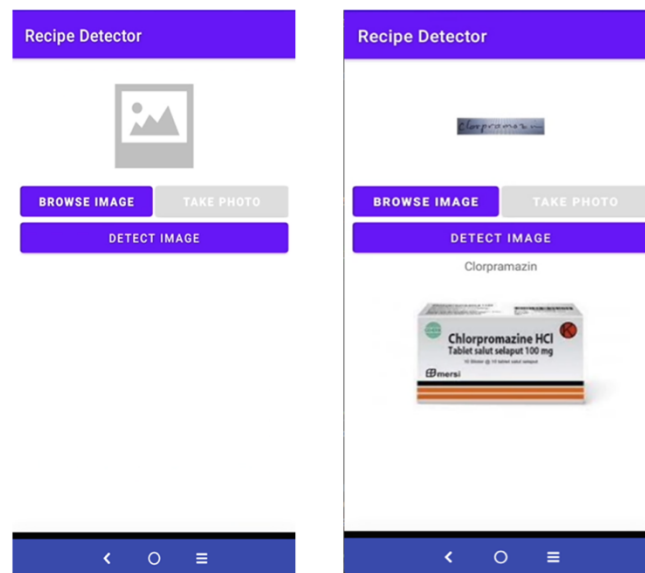 Recipe Detector
BROWSE IMAGE
TAKE PHOTO
DETECT IMAGE
Recipe Detector
BROWSE IMAGE
TAKE PHOTO
DETECT IMAGE
Clorpramazin
Chlorpromazine HCl
Tablet salut selaput 100 mg
mersi